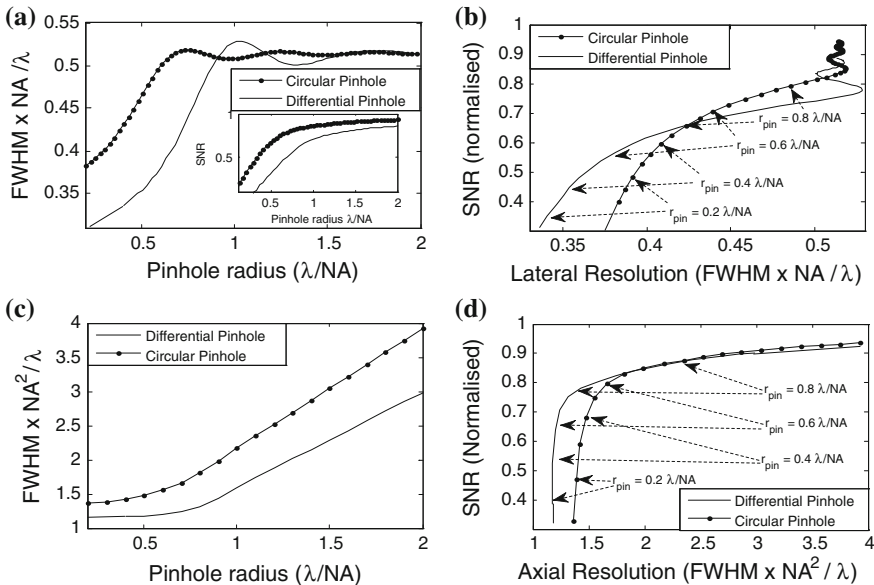 (a)
FWHM x NA /λ
0.55
0.5
0.45
0.4
0.35
Circular Pinhole
Differential Pinhole
SNR
0.5
0.5 1 1.5 2
Pinhole radius λ/NA
0.5 1 1.5 2
Pinhole radius (λ/NA)
(b)
SNR (normalised)
1
0.9
0.8
0.7
0.6
0.5
0.4
Circular Pinhole
Differential Pinhole
r_pin = 0.8 λ/NA
r_pin = 0.6 λ/NA
r_pin = 0.4 λ/NA
r_pin = 0.2 λ/NA
0.35 0.4 0.45 0.5
Lateral Resolution (FWHM x NA / λ)
(c)
FWHM x NA²/λ
4
3.5
3
2.5
2
1.5
1
Differential Pinhole
Circular Pinhole
0.5 1 1.5 2
Pinhole radius (λ/NA)
(d)
SNR (Normalised)
1
0.9
0.8
0.7
0.6
0.5
0.4
r_pin = 0.8 λ/NA
r_pin = 0.6 λ/NA
r_pin = 0.4 λ/NA
r_pin = 0.2 λ/NA
Differential Pinhole
Circular Pinhole
1 1.5 2 2.5 3 3.5 4
Axial Resolution (FWHM x NA² / λ)